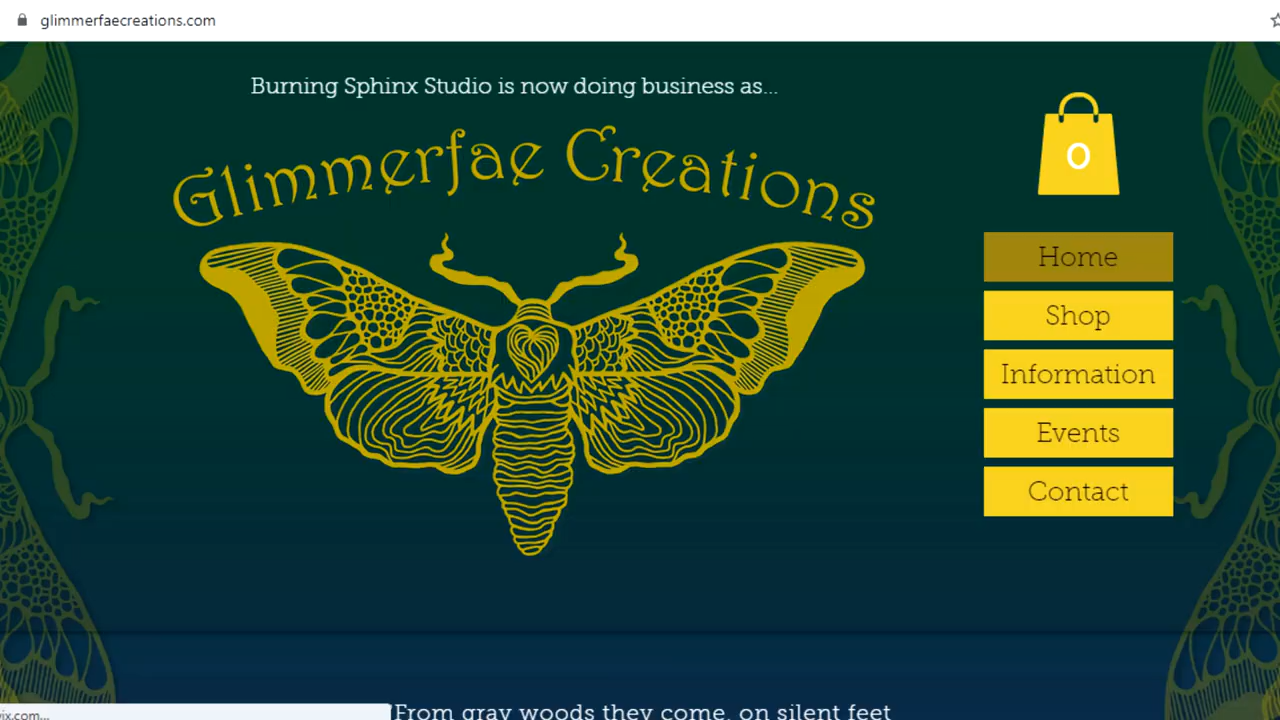 glimmerfaecreations.com
Burning Sphinx Studio is now doing business as...
Glimmerfae Creations
0
Home
Shop
Information
Events
Contact
"From gray woods they come, on silent feet